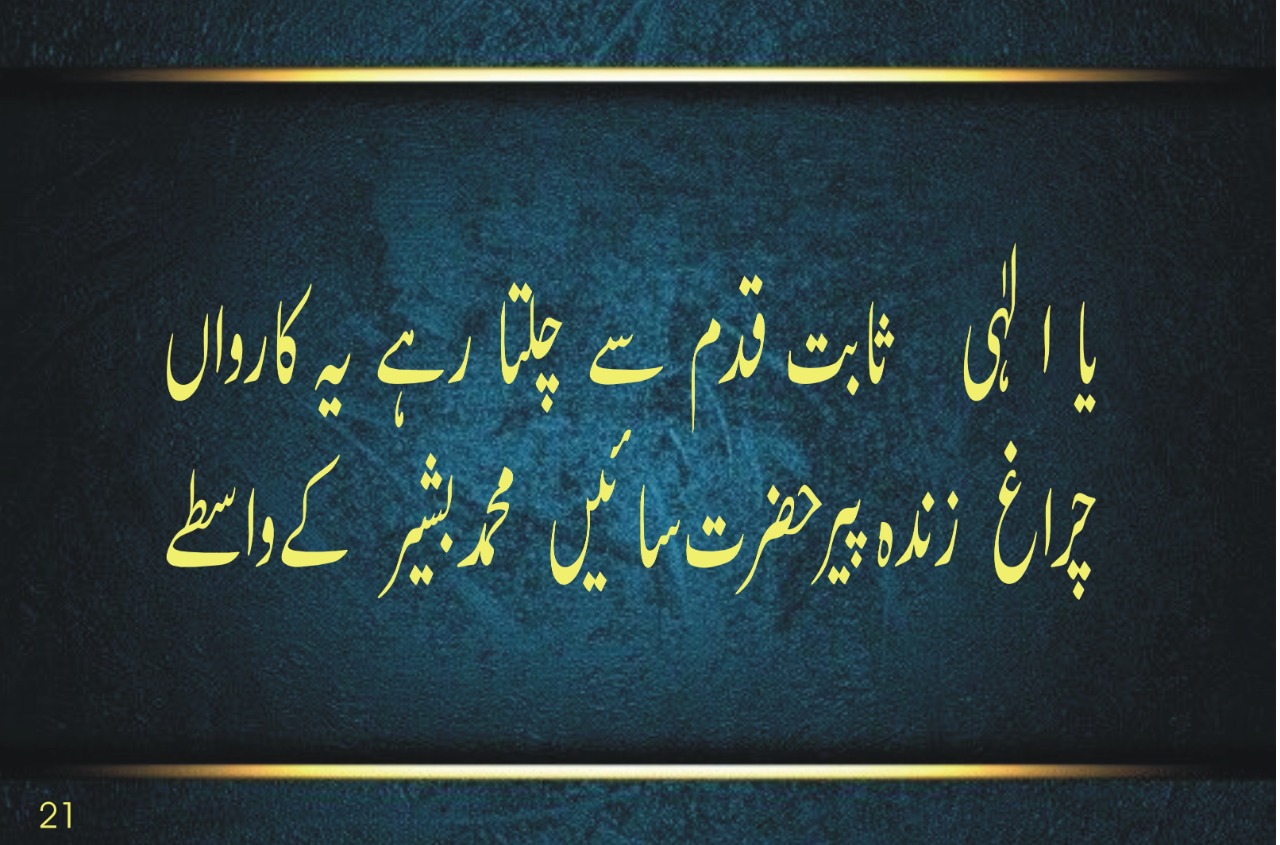 یا الٰہی ثابت قدم سے چلتا رہے یہ کارواں
چراغ زندہ پیر حضرت سائیں محمد بشیر کے واسطے
21